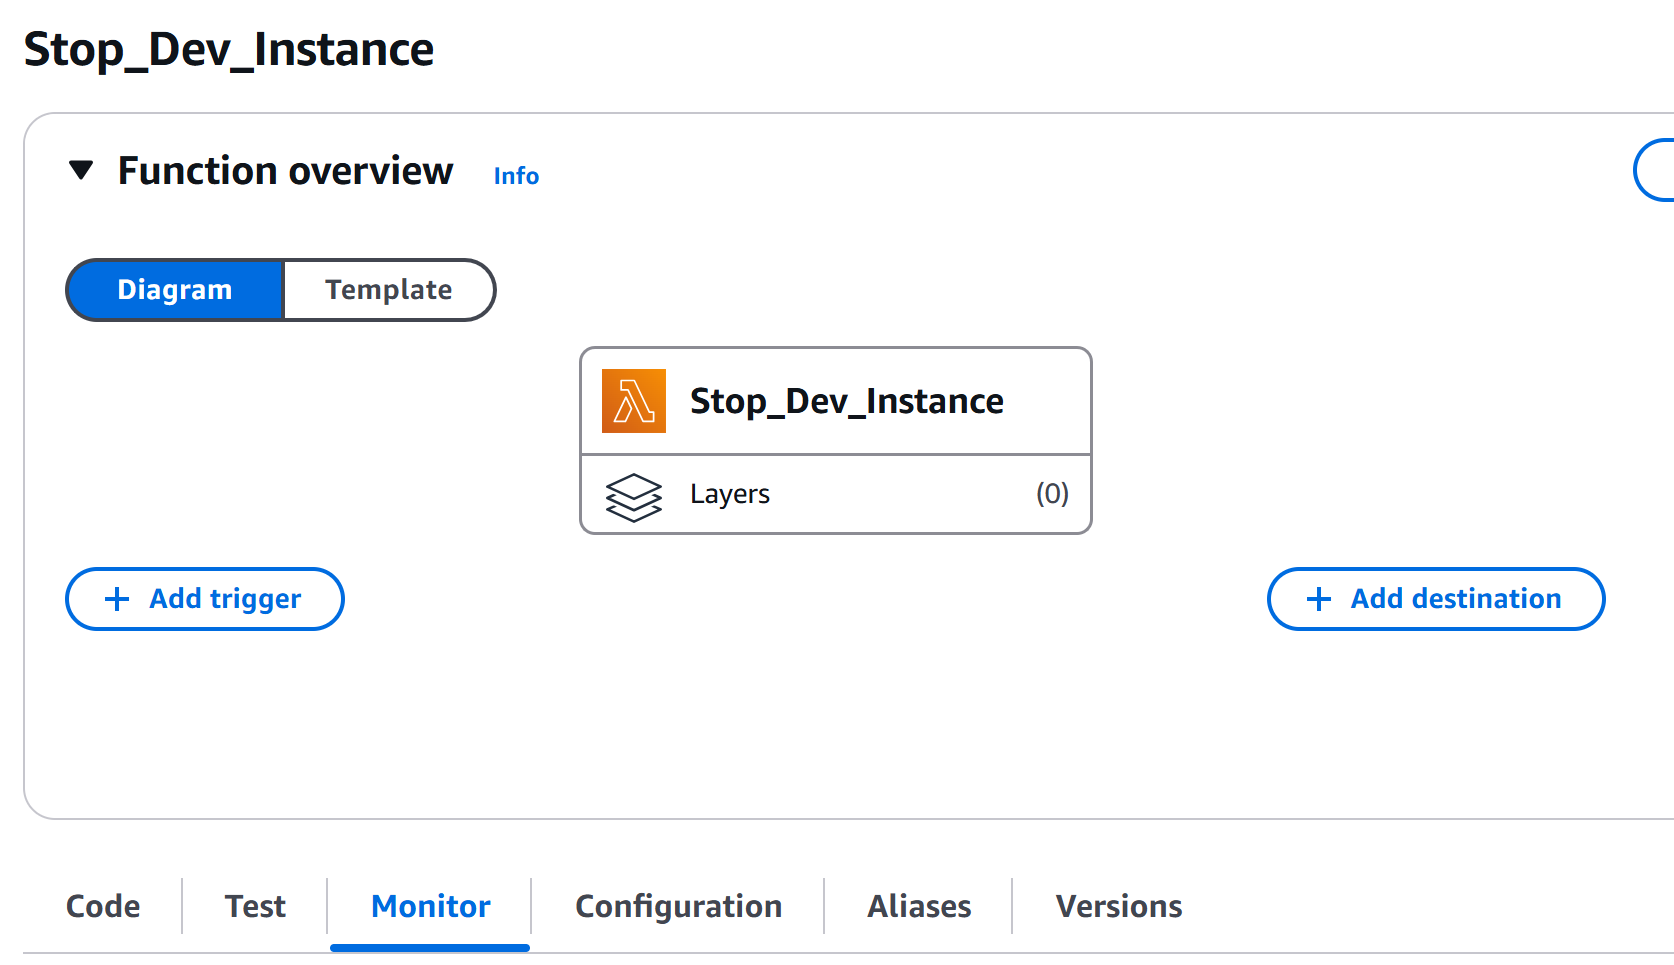 Stop_Dev_Instance
Function overview Info
Diagram Template
Stop_Dev_Instance
Layers (0)
+ Add trigger + Add destination
Code Test Monitor Configuration Aliases Versions